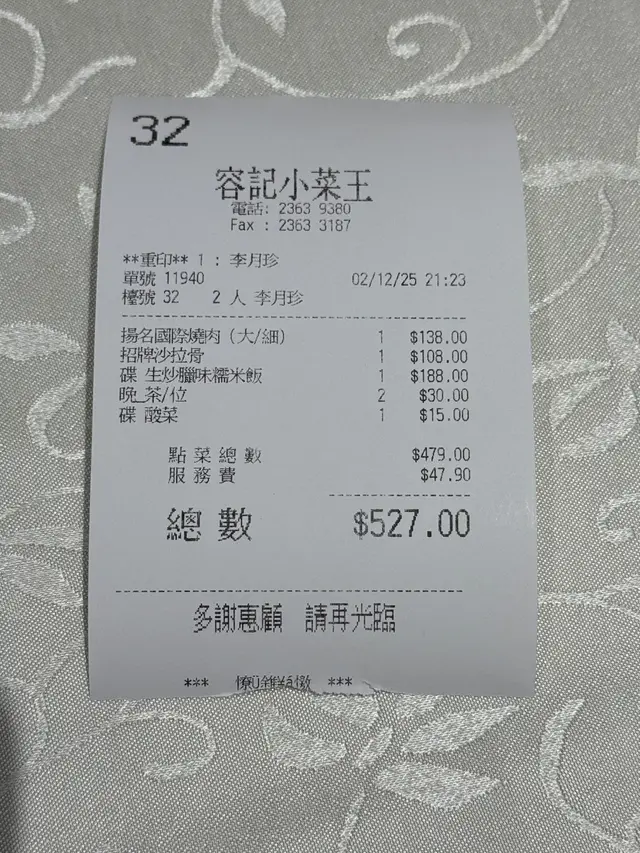 32
容記小菜王
電話: 2363 9380
Fax : 2363 3187
**重印** 1 : 李月珍
單號 11940 02/12/25 21:23
檯號 32 2 人 李月珍
揚名國際燒肉 (大/細) 1 $138.00
招牌沙拉骨 1 $108.00
碟 生炒臘味糯米飯 1 $188.00
晚_茶/位 2 $30.00
碟 酸菜 1 $15.00
點菜總數 $479.00
服務費 $47.90
總數 $527.00
多謝惠顧 請再光臨
*** ***